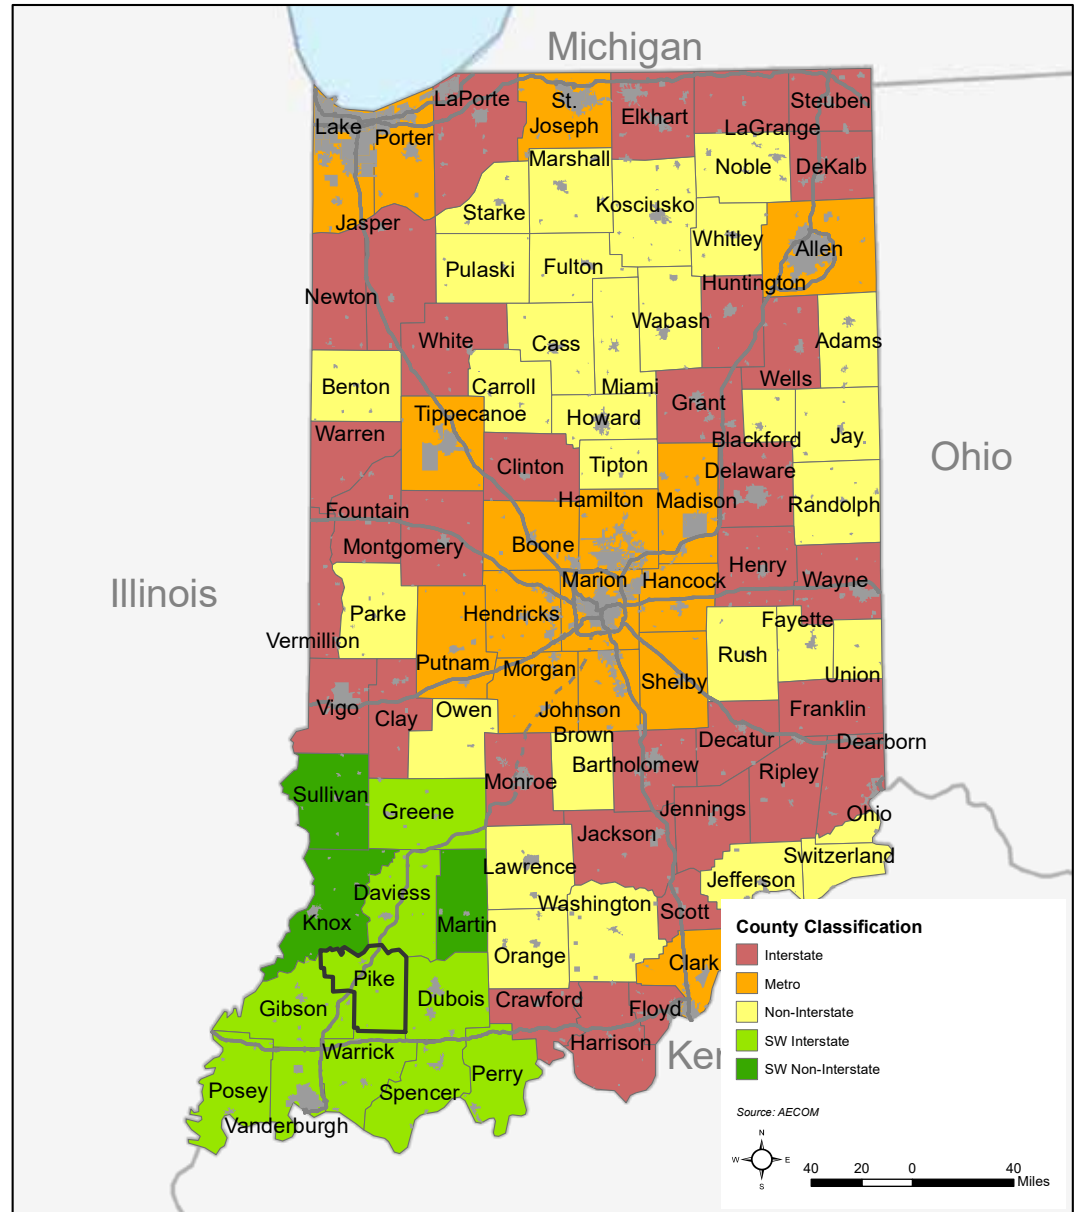 Michigan
LaPorte
St.
Joseph
Elkhart
Steuben
LaGrange
Lake
Porter
Marshall
Noble
DeKalb
Kosciusko
Starke
Jasper
Whitley
Allen
Pulaski
Fulton
Huntington
Newton
Wabash
White
Cass
Adams
Wells
Benton
Carroll
Miami
Grant
Tippecanoe
Howard
Warren
Blackford
Jay
Ohio
Clinton
Tipton
Delaware
Hamilton
Madison
Randolph
Fountain
Montgomery
Boone
Henry
Illinois
Marion
Hancock
Wayne
Parke
Hendricks
Fayette
Vermillion
Rush
Putnam
Morgan
Shelby
Union
Vigo
Clay
Owen
Johnson
Franklin
Brown
Decatur
Dearborn
Bartholomew
Ripley
Monroe
Sullivan
Greene
Jennings
Ohio
Jackson
Switzerland
Lawrence
Jefferson
Daviess
Washington
Scott
Knox
Martin
Orange
Clark
Pike
Dubois
Crawford
Gibson
Floyd
Harrison
Ker
Warrick
Perry
Posey
Spencer
Vanderburgh
County Classification
Interstate
Metro
Non-Interstate
SW Interstate
SW Non-Interstate
Source: AECOM
N
W
E
S
40 20 0 40
Miles